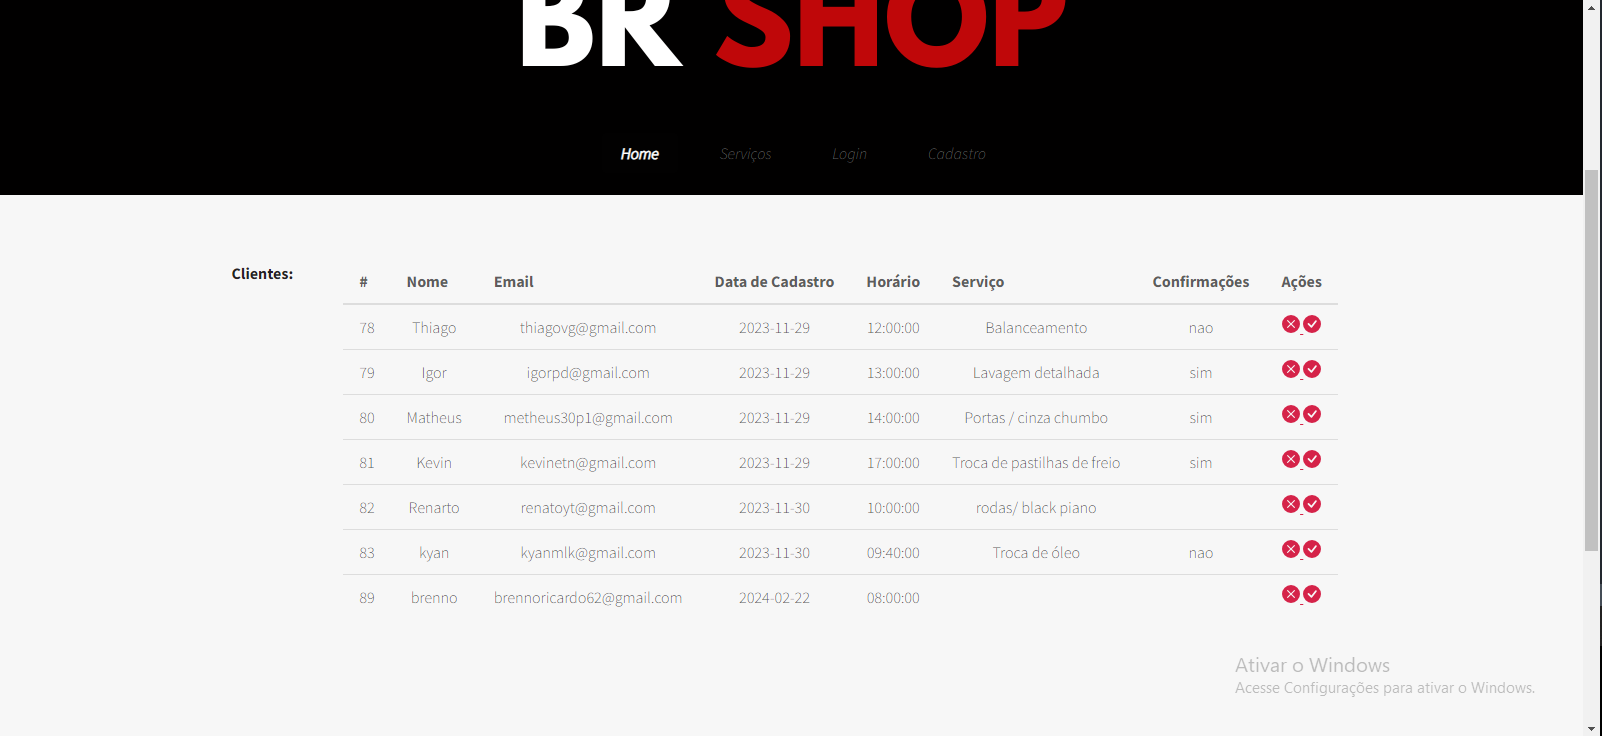 BR SHOP
Home Serviços Login Cadastro
Clientes:
# Nome Email Data de Cadastro Horário Serviço Confirmações Ações
78 Thiago thiagovg@gmail.com 2023-11-29 12:00:00 Balanceamento nao
79 Igor igorpd@gmail.com 2023-11-29 13:00:00 Lavagem detalhada sim
80 Matheus metheus30p1@gmail.com 2023-11-29 14:00:00 Portas / cinza chumbo sim
81 Kevin kevinetn@gmail.com 2023-11-29 17:00:00 Troca de pastilhas de freio sim
82 Renarto renatoyt@gmail.com 2023-11-30 10:00:00 rodas/ black piano
83 kyan kyanmlk@gmail.com 2023-11-30 09:40:00 Troca de óleo nao
89 brenno brennoricardo62@gmail.com 2024-02-22 08:00:00
Ativar o Windows
Acesse Configurações para ativar o Windows.